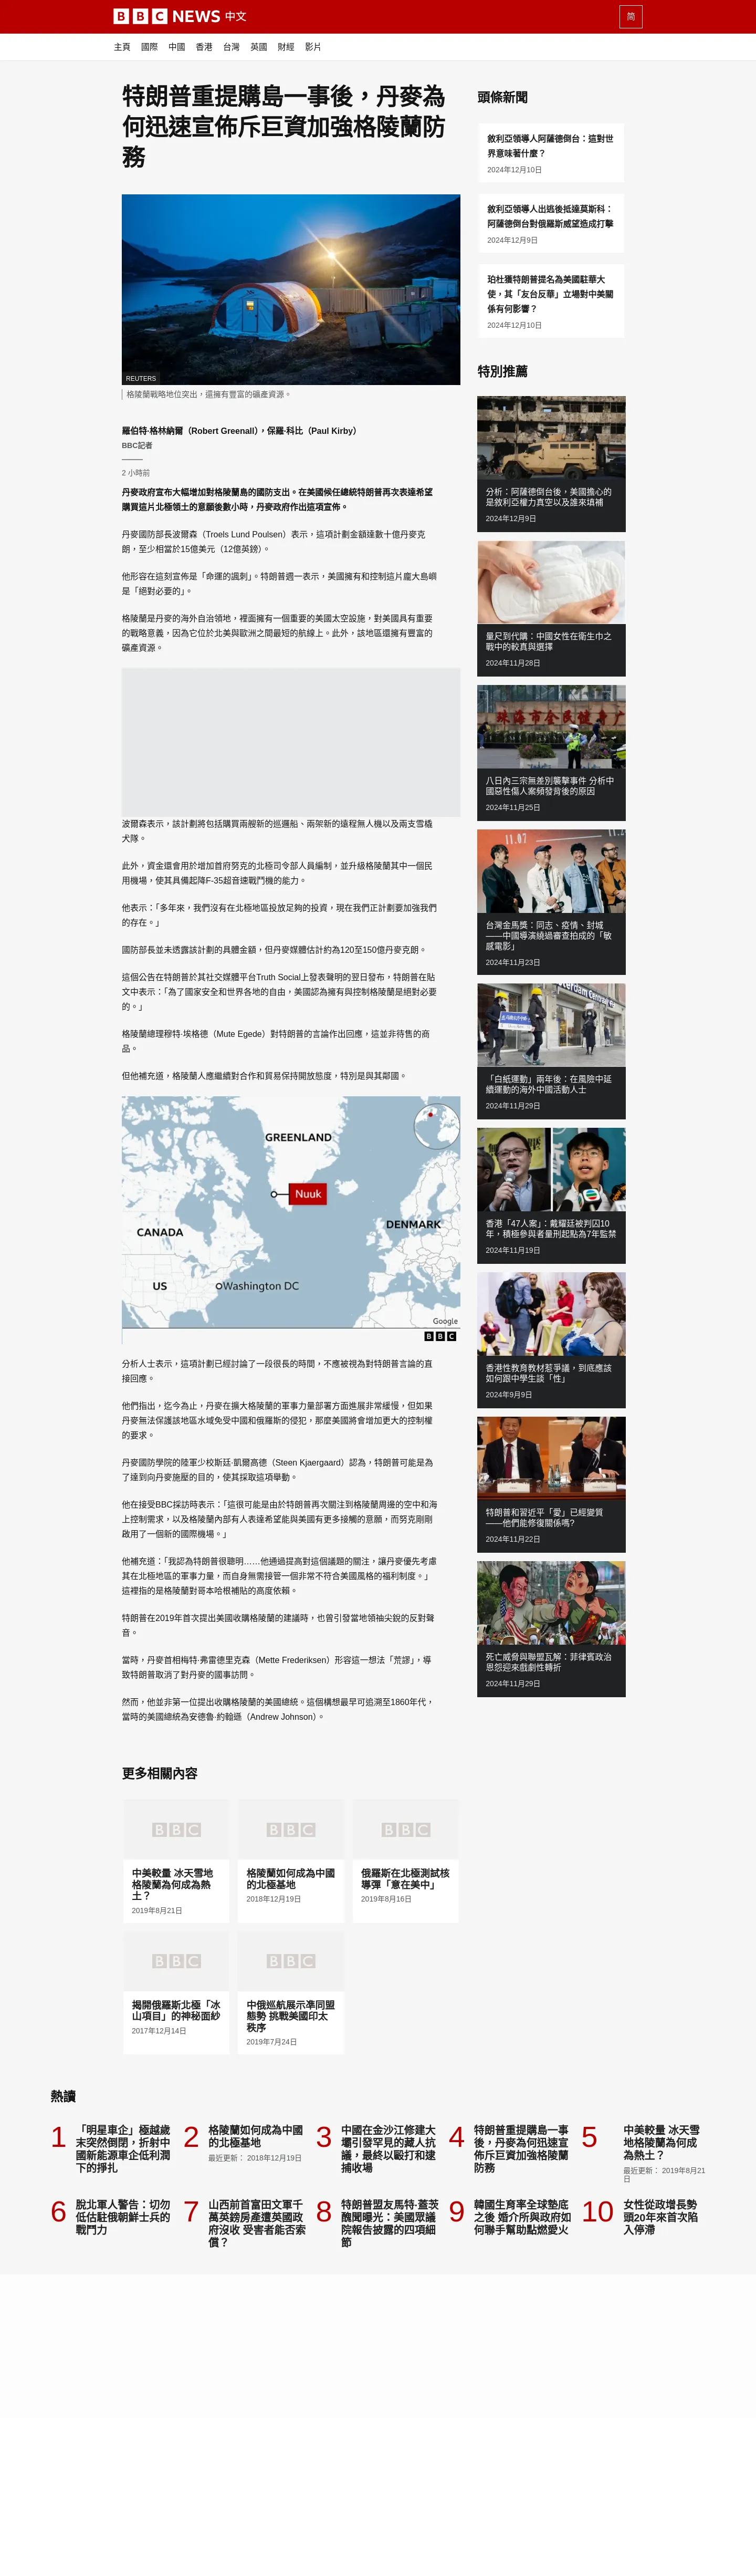 BBC NEWS 中文
简
主頁 國際 中國 香港 台灣 英國 財經 影片
特朗普重提購島一事後，丹麥為
何迅速宣佈斥巨資加強格陵蘭防
務
REUTERS
格陵蘭戰略地位突出，還擁有豐富的礦產資源。
羅伯特·格林納爾（Robert Greenall），保羅·科比（Paul Kirby）
BBC記者
2 小時前
丹麥政府宣布大幅增加對格陵蘭島的國防支出。在美國候任總統特朗普再次表達希望
購買這片北極領土的意願後數小時，丹麥政府作出這項宣佈。
丹麥國防部長波爾森（Troels Lund Poulsen）表示，這項計劃金額達數十億丹麥克
朗，至少相當於15億美元（12億英鎊）。
他形容在這刻宣佈是「命運的諷刺」。特朗普週一表示，美國擁有和控制這片龐大島嶼
是「絕對必要的」。
格陵蘭是丹麥的海外自治領地，裡面擁有一個重要的美國太空設施，對美國具有重要
的戰略意義，因為它位於北美與歐洲之間最短的航線上。此外，該地區還擁有豐富的
礦產資源。
波爾森表示，該計劃將包括購買兩艘新的巡邏船、兩架新的遠程無人機以及兩支雪橇
犬隊。
此外，資金還會用於增加首府努克的北極司令部人員編制，並升級格陵蘭其中一個民
用機場，使其具備起降F-35超音速戰鬥機的能力。
他表示：「多年來，我們沒有在北極地區投放足夠的投資，現在我們正計劃要加強我們
的存在。」
國防部長並未透露該計劃的具體金額，但丹麥媒體估計約為120至150億丹麥克朗。
這個公告在特朗普於其社交媒體平台Truth Social上發表聲明的翌日發布，特朗普在貼
文中表示：「為了國家安全和世界各地的自由，美國認為擁有與控制格陵蘭是絕對必要
的。」
格陵蘭總理穆特·埃格德（Mute Egede）對特朗普的言論作出回應，這並非待售的商
品。
但他補充道，格陵蘭人應繼續對合作和貿易保持開放態度，特別是與其鄰國。
GREENLAND
Nuuk
DENMARK
CANADA
US
Washington DC
Google
BBC
分析人士表示，這項計劃已經討論了一段很長的時間，不應被視為對特朗普言論的直
接回應。
他們指出，迄今為止，丹麥在擴大格陵蘭的軍事力量部署方面進展非常緩慢，但如果
丹麥無法保護該地區水域免受中國和俄羅斯的侵犯，那麼美國將會增加更大的控制權
的要求。
丹麥國防學院的陸軍少校斯廷·凱爾高德（Steen Kjaergaard）認為，特朗普可能是為
了達到向丹麥施壓的目的，使其採取這項舉動。
他在接受BBC採訪時表示：「這很可能是由於特朗普再次關注到格陵蘭周邊的空中和海
上控制需求，以及格陵蘭內部有人表達希望能與美國有更多接觸的意願，而努克剛剛
啟用了一個新的國際機場。」
他補充道：「我認為特朗普很聰明……他通過提高對這個議題的關注，讓丹麥優先考慮
其在北極地區的軍事力量，而自身無需接管一個非常不符合美國風格的福利制度。」
這裡指的是格陵蘭對哥本哈根補貼的高度依賴。
特朗普在2019年首次提出美國收購格陵蘭的建議時，也曾引發當地領袖尖銳的反對聲
音。
當時，丹麥首相梅特·弗雷德里克森（Mette Frederiksen）形容這一想法「荒謬」，導
致特朗普取消了對丹麥的國事訪問。
然而，他並非第一位提出收購格陵蘭的美國總統。這個構想最早可追溯至1860年代，
當時的美國總統為安德魯·約翰遜（Andrew Johnson）。
更多相關內容
BBC
中美較量 冰天雪地
格陵蘭為何成為熱
土？
2019年8月21日
BBC
格陵蘭如何成為中國
的北極基地
2018年12月19日
BBC
俄羅斯在北極測試核
導彈「意在美中」
2019年8月16日
BBC
揭開俄羅斯北極「冰
山項目」的神秘面紗
2017年12月14日
BBC
中俄巡航展示準同盟
態勢 挑戰美國印太
秩序
2019年7月24日
頭條新聞
敘利亞領導人阿薩德倒台：這對世
界意味著什麼？
2024年12月10日
敘利亞領導人出逃後抵達莫斯科：
阿薩德倒台對俄羅斯威望造成打擊
2024年12月9日
珀杜獲特朗普提名為美國駐華大
使，其「友台反華」立場對中美關
係有何影響？
2024年12月10日
特別推薦
分析：阿薩德倒台後，美國擔心的
是敘利亞權力真空以及誰來填補
2024年12月9日
量尺到代購：中國女性在衛生巾之
戰中的較真與選擇
2024年11月28日
珠海市全民健身广
八日內三宗無差別襲擊事件 分析中
國惡性傷人案頻發背後的原因
2024年11月25日
11.07
台灣金馬獎：同志、疫情、封城
——中國導演繞過審查拍成的「敏
感電影」
2024年11月23日
「白紙運動」兩年後：在風險中延
續運動的海外中國活動人士
2024年11月29日
香港「47人案」：戴耀廷被判囚10
年，積極參與者量刑起點為7年監禁
2024年11月19日
香港性教育教材惹爭議，到底應該
如何跟中學生談「性」
2024年9月9日
特朗普和習近平「愛」已經變質
——他們能修復關係嗎?
2024年11月22日
死亡威脅與聯盟瓦解：菲律賓政治
恩怨迎來戲劇性轉折
2024年11月29日
熱讀
1 「明星車企」極越歲
末突然倒閉，折射中
國新能源車企低利潤
下的掙扎
2 格陵蘭如何成為中國
的北極基地
最近更新： 2018年12月19日
3 中國在金沙江修建大
壩引發罕見的藏人抗
議，最終以毆打和逮
捕收場
4 特朗普重提購島一事
後，丹麥為何迅速宣
佈斥巨資加強格陵蘭
防務
5 中美較量 冰天雪
地格陵蘭為何成
為熱土？
最近更新： 2019年8月21
日
6 脫北軍人警告：切勿
低估駐俄朝鮮士兵的
戰鬥力
7 山西前首富田文軍千
萬英鎊房產遭英國政
府沒收 受害者能否索
償？
8 特朗普盟友馬特·蓋茨
醜聞曝光：美國眾議
院報告披露的四項細
節
9 韓國生育率全球墊底
之後 婚介所與政府如
何聯手幫助點燃愛火
10 女性從政增長勢
頭20年來首次陷
入停滯